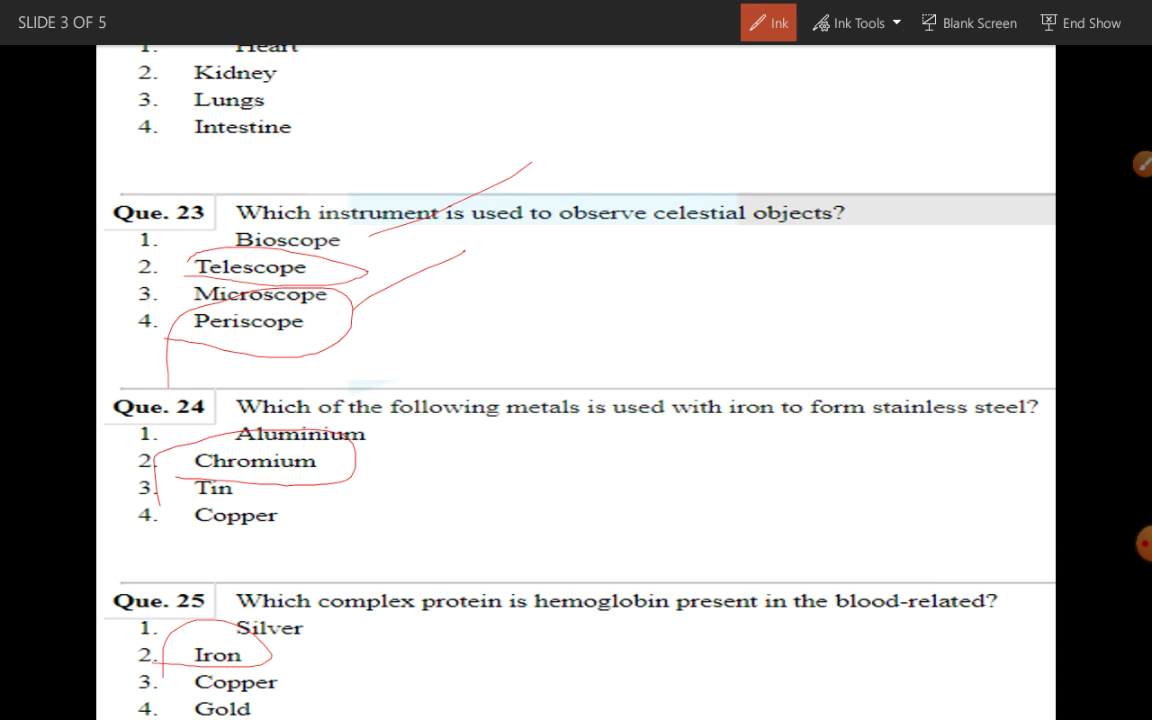 SLIDE 3 OF 5
Ink
Ink Tools
Blank Screen
End Show
1. Heart
2. Kidney
3. Lungs
4. Intestine
Que. 23 Which instrument is used to observe celestial objects?
1. Bioscope
2. Telescope
3. Microscope
4. Periscope
Que. 24 Which of the following metals is used with iron to form stainless steel?
1. Aluminium
2. Chromium
3. Tin
4. Copper
Que. 25 Which complex protein is hemoglobin present in the blood-related?
1. Silver
2. Iron
3. Copper
4. Gold